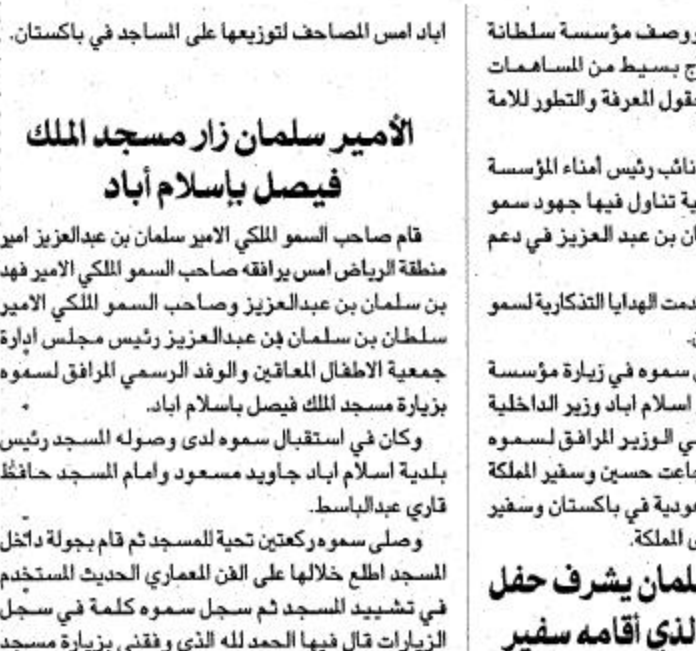 ووصف مؤسسة سلطانة
ج بسيط من المساهمات
قول المعرفة والتطور للامة
نائب رئيس أمناء المؤسسة
ية تناول فيها جهود سمو
ان بن عبد العزيز في دعم
دمت الهدايا التذكارية لسمو
سموه في زيارة مؤسسة
اسلام اباد وزير الداخلية
ي الوزير المرافق لسموه
اعت حسين وسفير المملكة
ودية في باكستان وسفير
المملكة.
لمان يشرف حفل
لذي أقامه سفير
اباد امس المصاحف لتوزيعها على المساجد في باكستان.
الأمير سلمان زار مسجد الملك
فيصل بإسلام أباد
قام صاحب السمو الملكي الامير سلمان بن عبدالعزيز امير
منطقة الرياض امس يرافقه صاحب السمو الملكي الامير فهد
بن سلمان بن عبدالعزيز وصاحب السمو الملكي الامير
سلطان بن سلمان بن عبدالعزيز رئيس مجلس ادارة
جمعية الاطفال المعاقين والوفد الرسمي المرافق لسموه
بزيارة مسجد الملك فيصل باسلام اباد.
وكان في استقبال سموه لدى وصوله المسجد رئيس
بلدية اسلام اباد جاويد مسعود وامام المسجد حافظ
قاري عبدالباسط.
وصلى سموه ركعتين تحية للمسجد ثم قام بجولة داخل
المسجد اطلع خلالها على الفن المعماري الحديث المستخدم
في تشييد المسجد ثم سجل سموه كلمة في سجل
الزيارات قال فيها الحمد لله الذي وفقني بزيارة مسجد